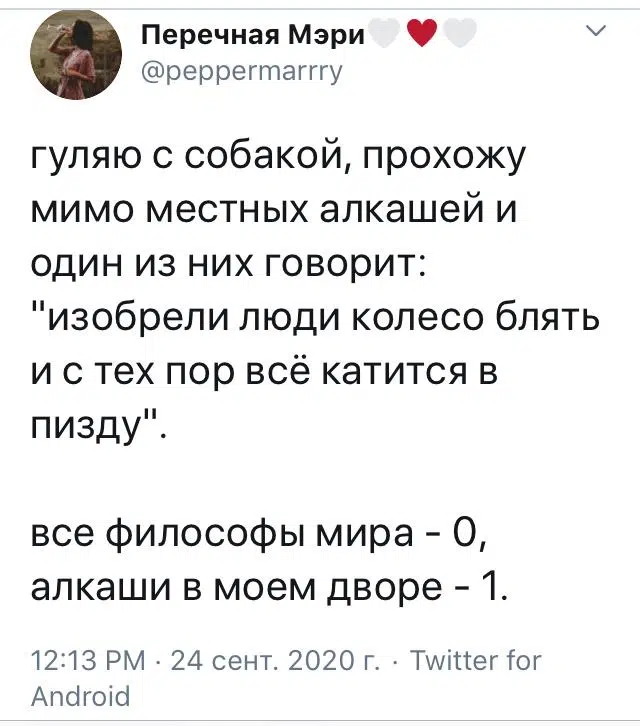 Перечная Мэри🤍❤️🤍
@peppermarrry
гуляю с собакой, прохожу
мимо местных алкашей и
один из них говорит:
"изобрели люди колесо блять
и с тех пор всё катится в
пизду".
все философы мира - 0,
алкаши в моем дворе - 1.
12:13 PM · 24 сент. 2020 г. · Twitter for
Android